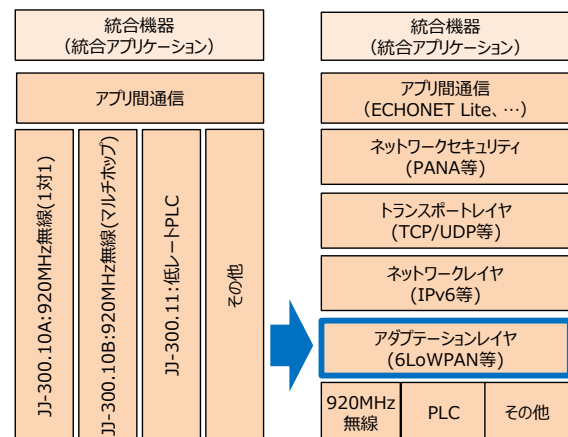 統合機器
(統合アプリケーション)
アプリ間通信
JJ-300.10A:920MHz無線(1対1)
JJ-300.10B:920MHz無線(マルチホップ)
JJ-300.11:低レートPLC
その他
統合機器
(統合アプリケーション)
アプリ間通信
(ECHONET Lite、…)
ネットワークセキュリティ
(PANA等)
トランスポートレイヤ
(TCP/UDP等)
ネットワークレイヤ
(IPv6等)
アダプテーションレイヤ
(6LoWPAN等)
920MHz
無線
PLC
その他